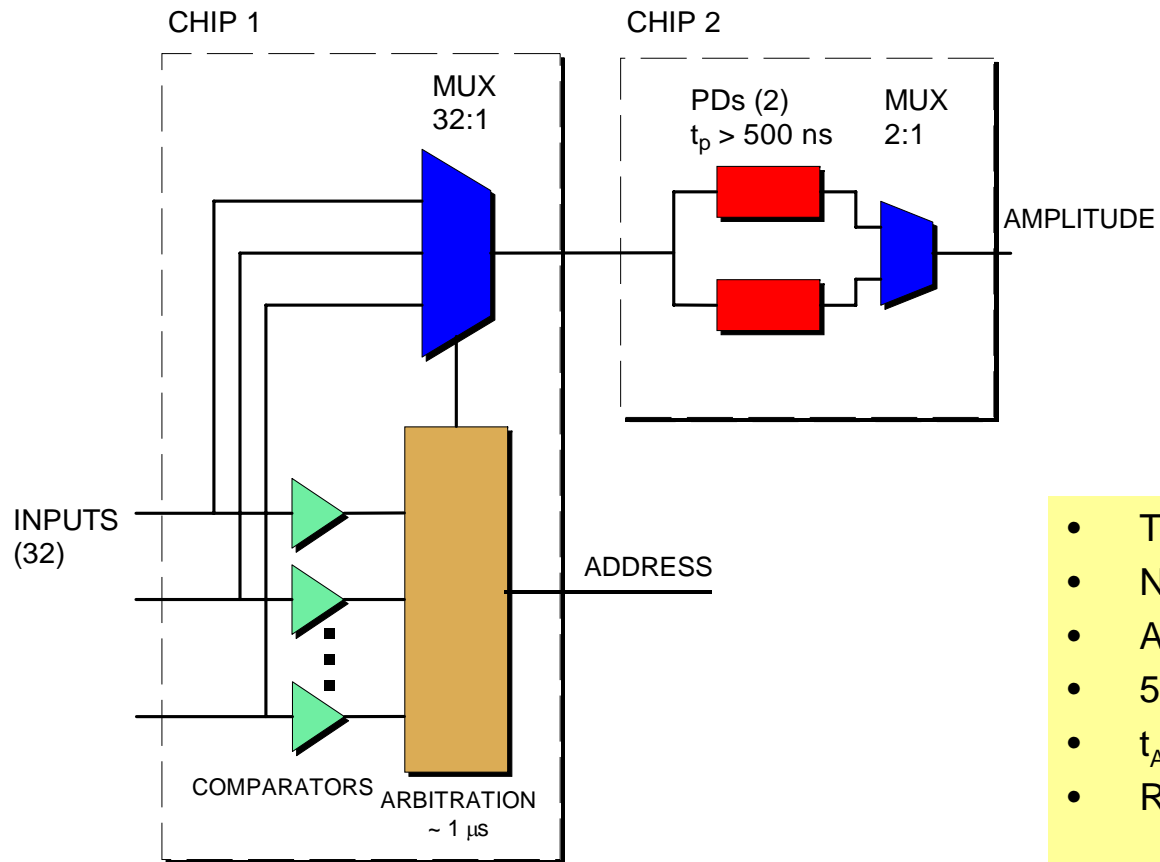 CHIP 1
CHIP 2
MUX
32:1
PDs (2)
tp > 500 ns
MUX
2:1
AMPLITUDE
INPUTS
(32)
ADDRESS
COMPARATORS
ARBITRATION
~ 1 μs
• T
• N
• A
• 5
• tA
• R